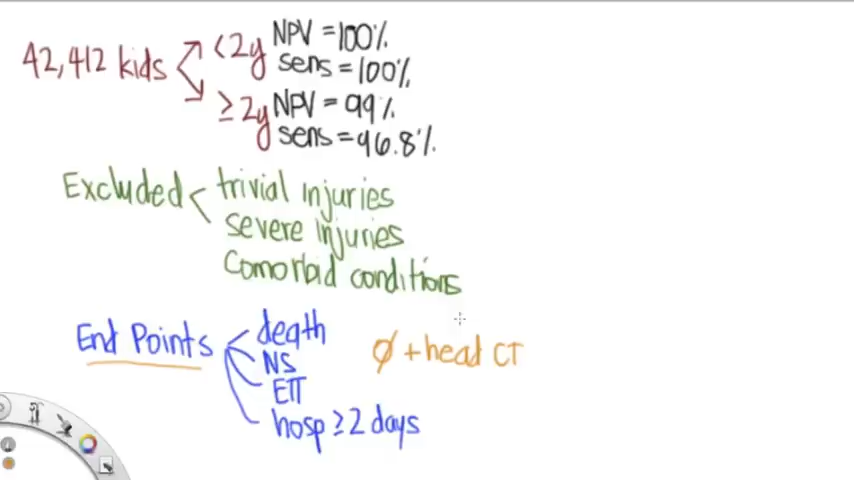 42,412 kids
<2y NPV = 100%
sens = 100%
≥2y NPV = 99%
sens = 96.8%
Excluded
trivial injuries
severe injuries
Comorbid conditions
End Points
death
NS
ETT
hosp ≥ 2 days
Ø + head CT